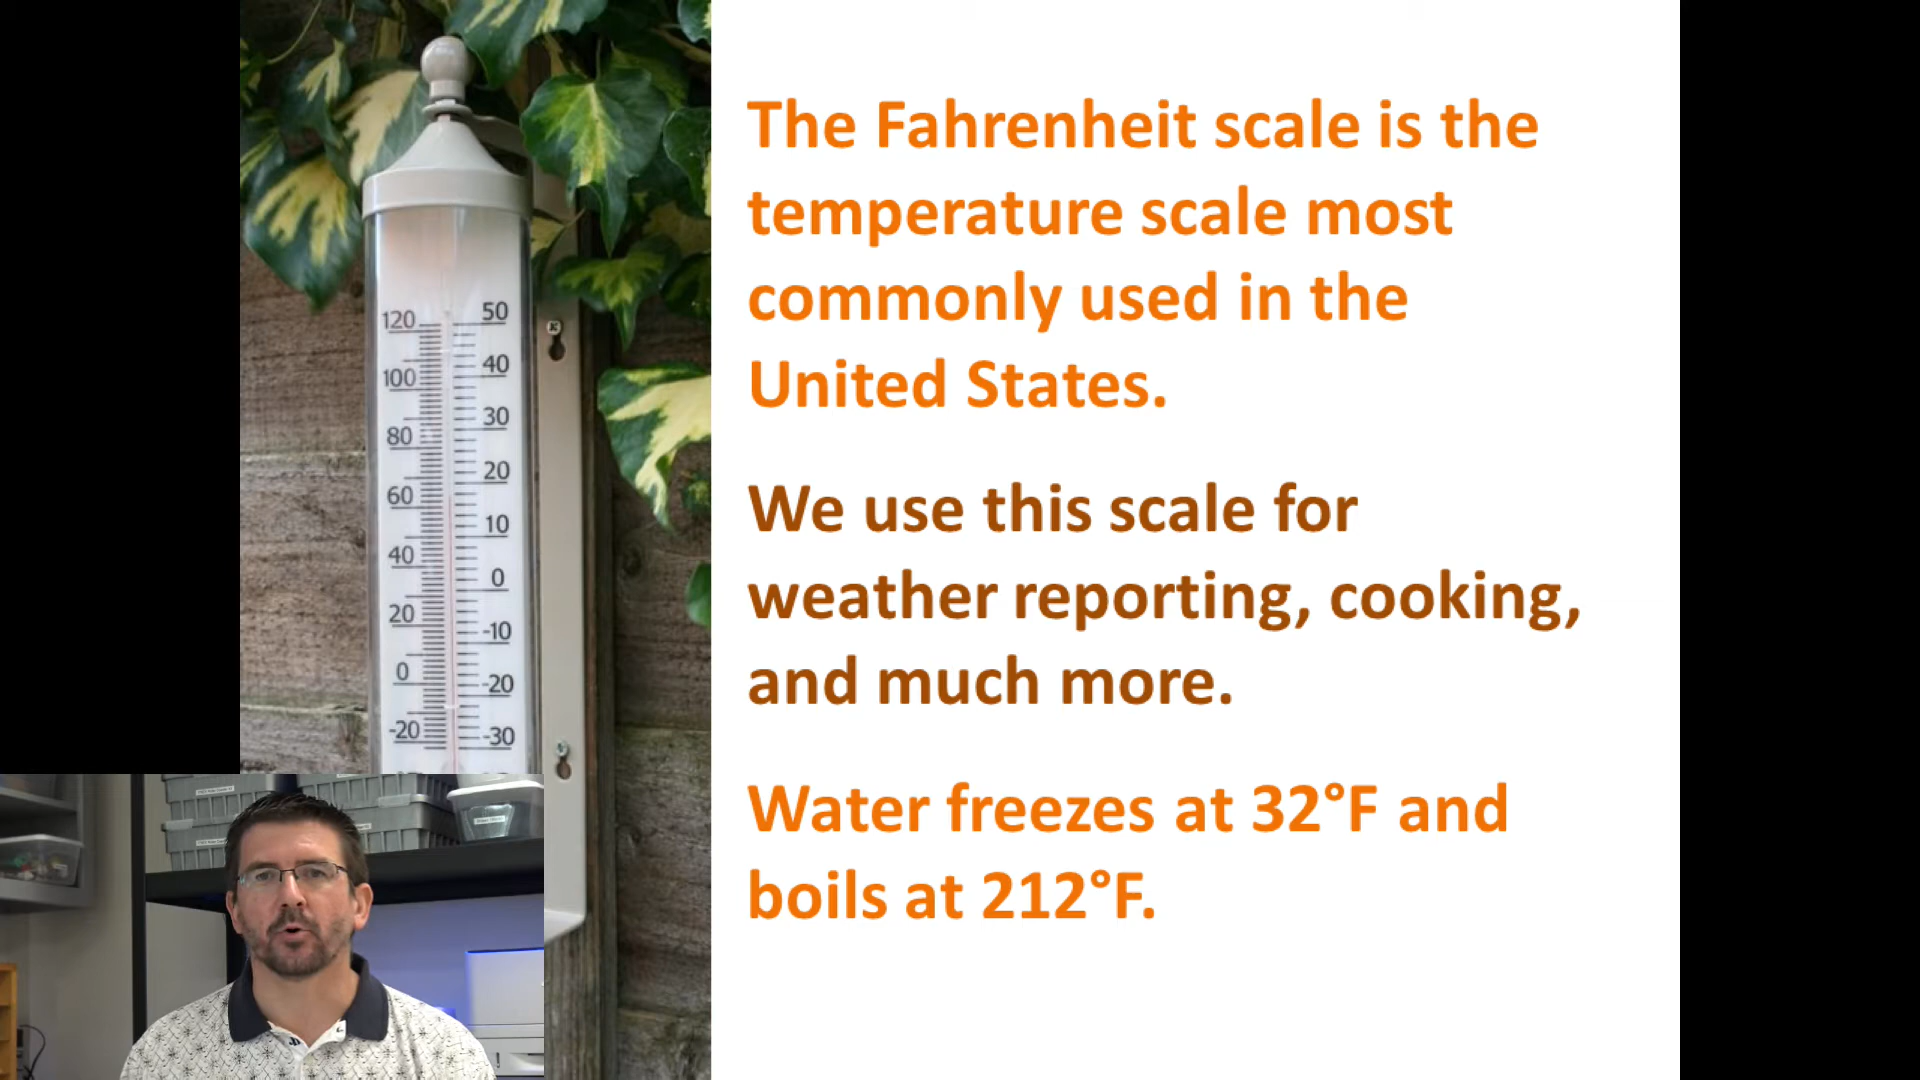 The Fahrenheit scale is the
temperature scale most
commonly used in the
United States.
We use this scale for
weather reporting, cooking,
and much more.
Water freezes at 32°F and
boils at 212°F.
120 50
100 40
80 30
60 20
40 10
20 0
0 -10
-20 -20
-30